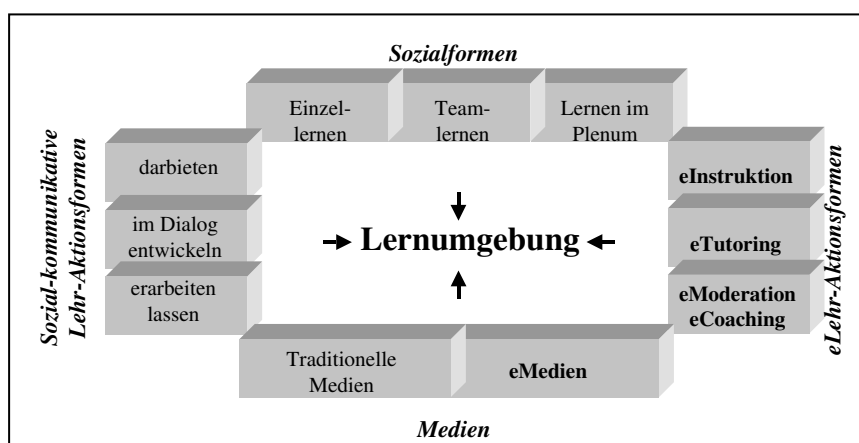 Sozialformen
Einzel-
lernen
Team-
lernen
Lernen im
Plenum
Sozial-kommunikative
Lehr-Aktionsformen
darbieten
im Dialog
entwickeln
erarbeiten
lassen
Lernumgebung
eInstruktion
eTutoring
eModeration
eCoaching
eLehr-Aktionsformen
Traditionelle
Medien
eMedien
Medien